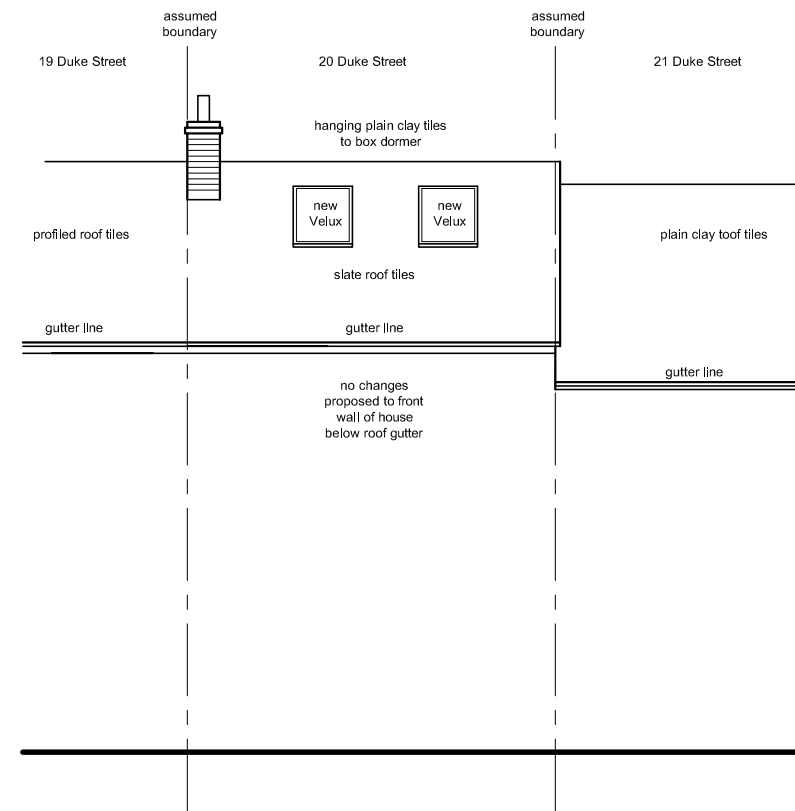 assumed
boundary
assumed
boundary
19 Duke Street
20 Duke Street
21 Duke Street
hanging plain clay tiles
to box dormer
new
Velux
new
Velux
profiled roof tiles
plain clay toof tiles
slate roof tiles
gutter lIne
gutter lIne
gutter line
no changes
proposed to front
wall of house
below roof gutter